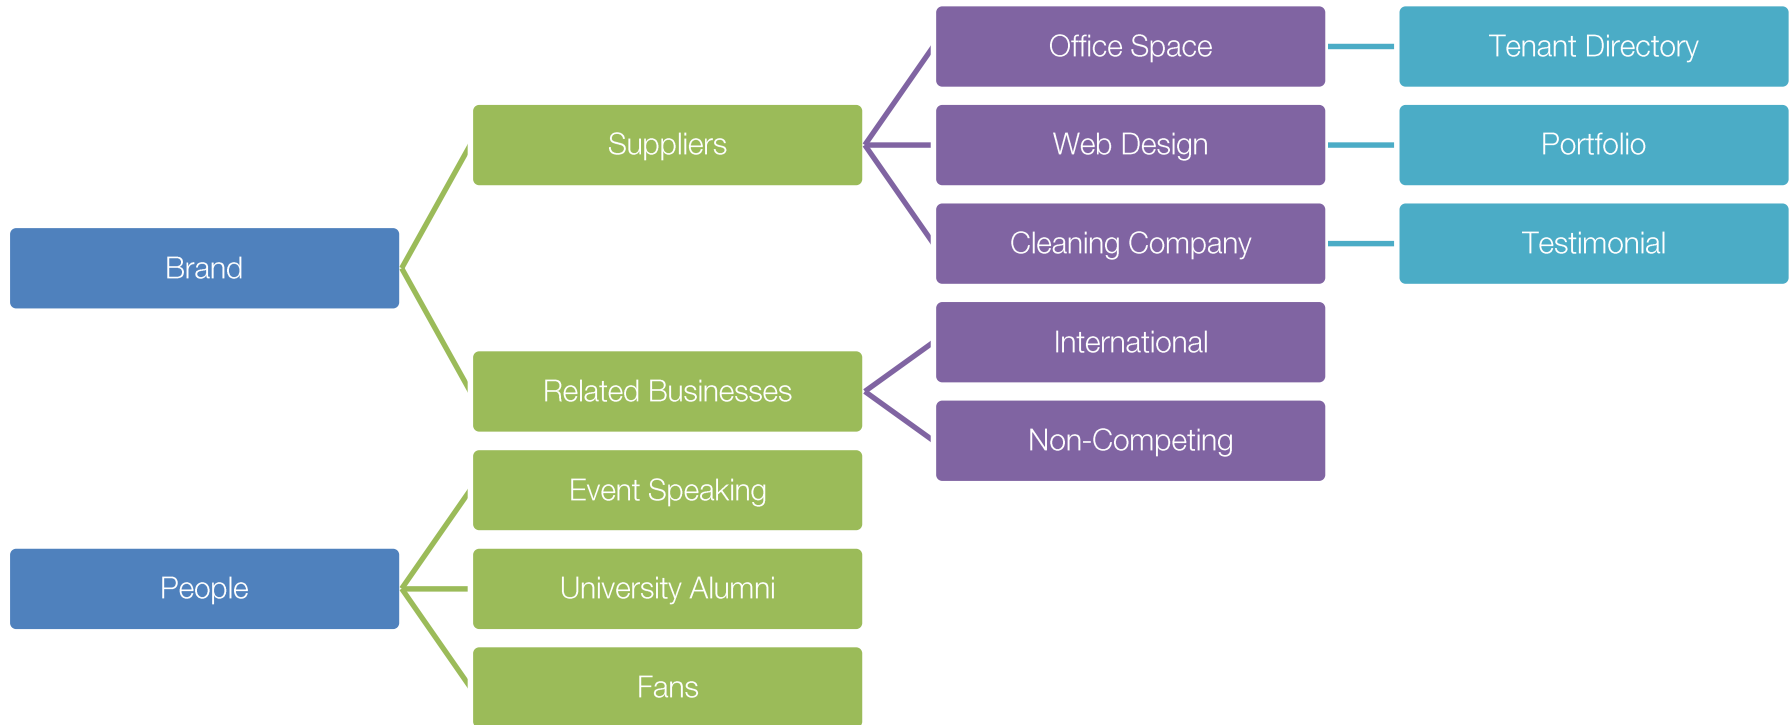 Brand
Suppliers
Office Space
Tenant Directory
Web Design
Portfolio
Cleaning Company
Testimonial
Related Businesses
International
Non-Competing
People
Event Speaking
University Alumni
Fans